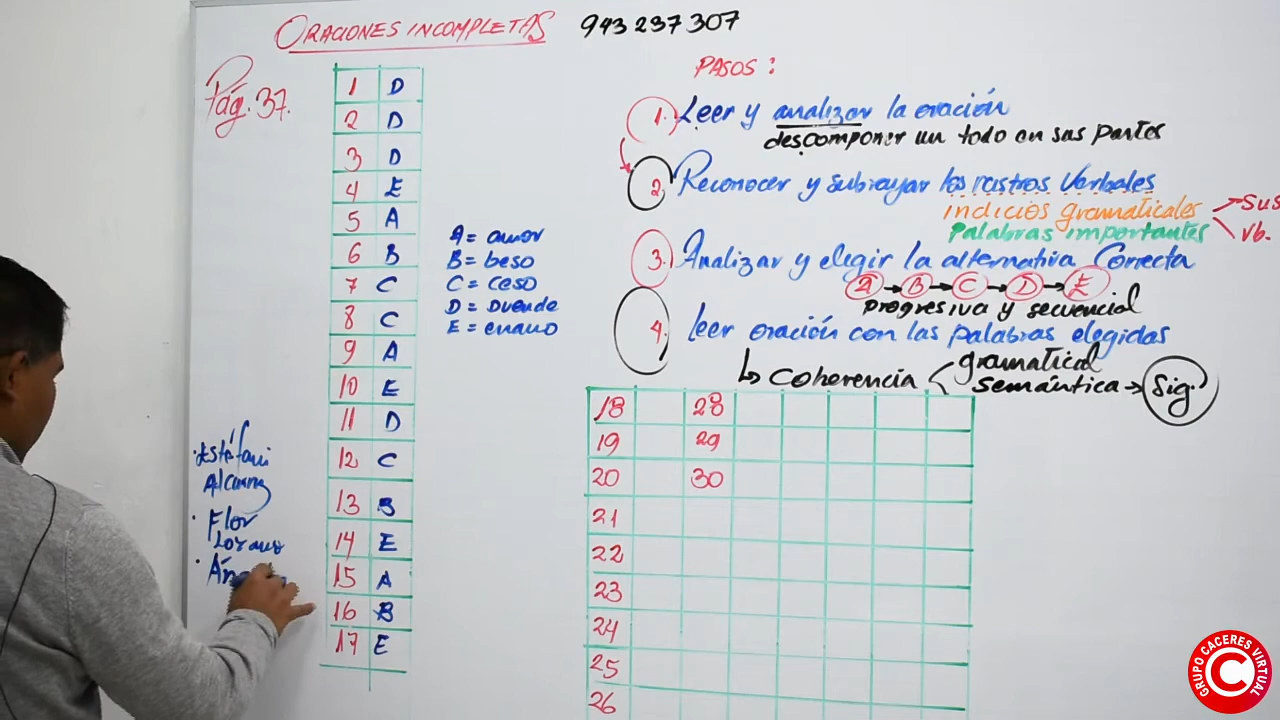 ORACIONES INCOMPLETAS 943 237 307
Pág. 37.
1 D
2 D
3 D
4 E
5 A
6 B
7 C
8 C
9 A
10 E
11 D
12 C
13 B
14 E
15 A
16 B
17 E
A = amor
B = beso
C = ceso
D = Duende
E = enano
PASOS:
1. Leer y analizar la oración
descomponer un todo en sus partes
2. Reconocer y subrayar los rastros verbales
indicios gramaticales
Sus
Palabras importantes
vb.
3. Analizar y elegir la alternativa correcta
A → B → C → D → E
progresiva y secuencial
4. Leer oración con las palabras elegidas
↳ Coherencia
gramatical
semántica → Sig.
18 28
19 29
20 30
21
22
23
24
25
26
· Estéfani
· Flor
Lozano
GRUPO CACERES VIRTUAL
C